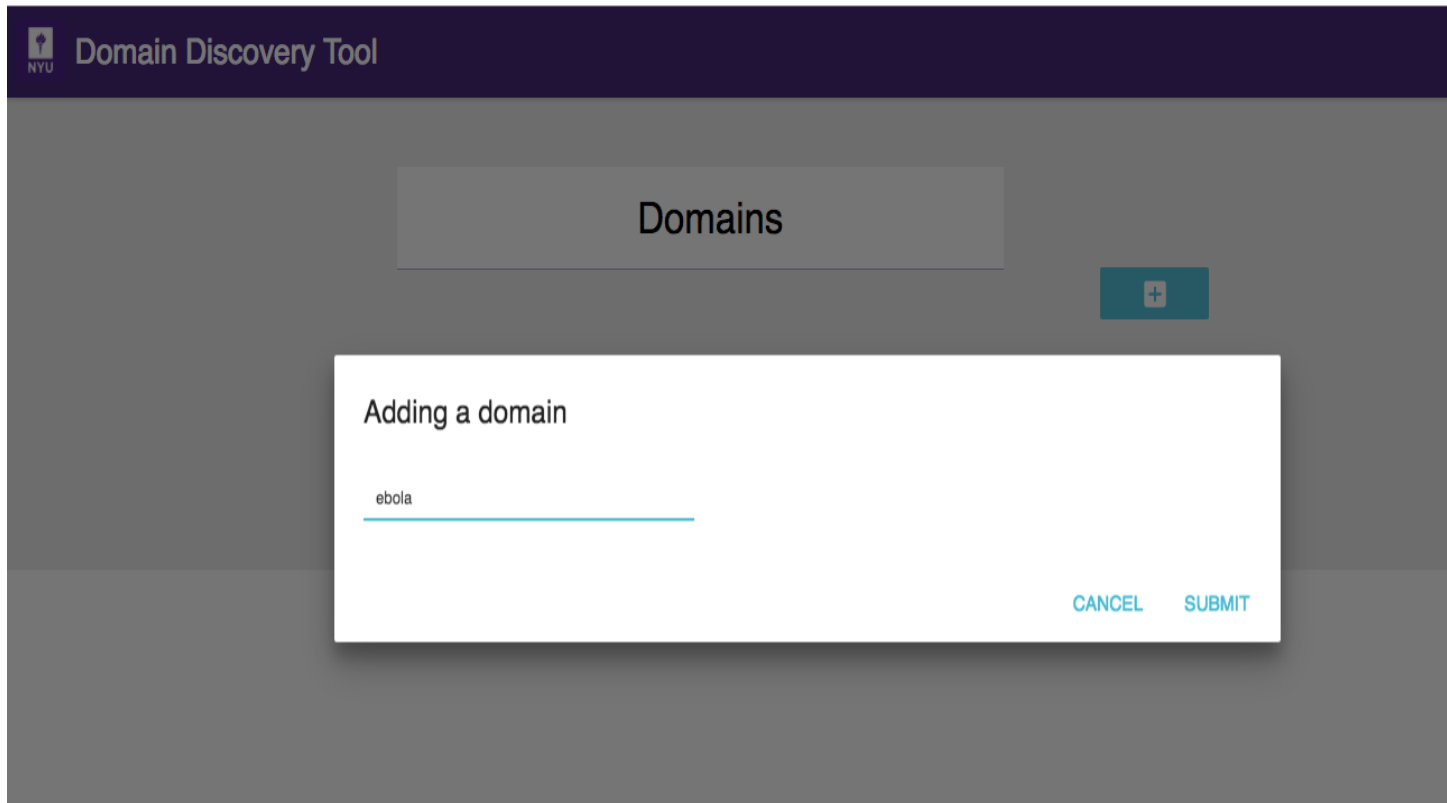 NYU
Domain Discovery Tool
Domains
Adding a domain
ebola
CANCEL SUBMIT